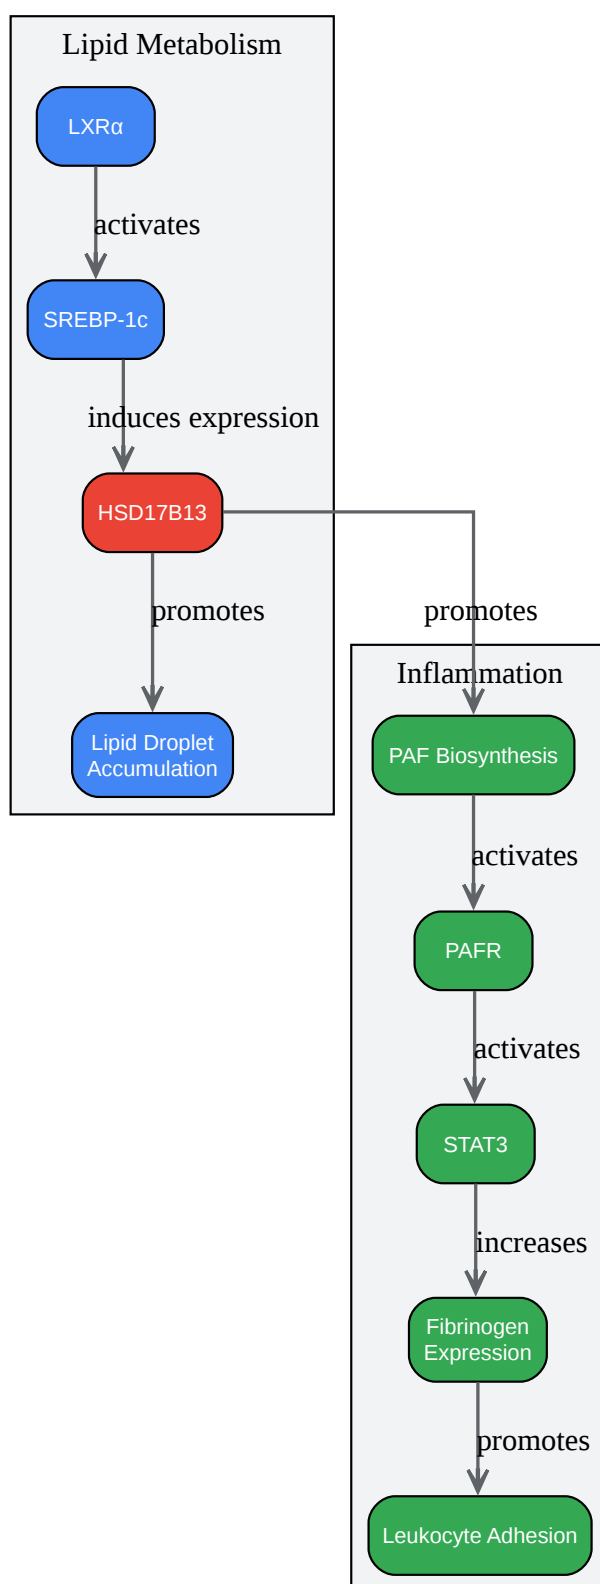 Lipid Metabolism
LXRα
activates
SREBP-1c
induces expression
HSD17B13
promotes
Lipid Droplet
Accumulation
promotes
Inflammation
PAF Biosynthesis
activates
PAFR
activates
STAT3
increases
Fibrinogen
Expression
promotes
Leukocyte Adhesion